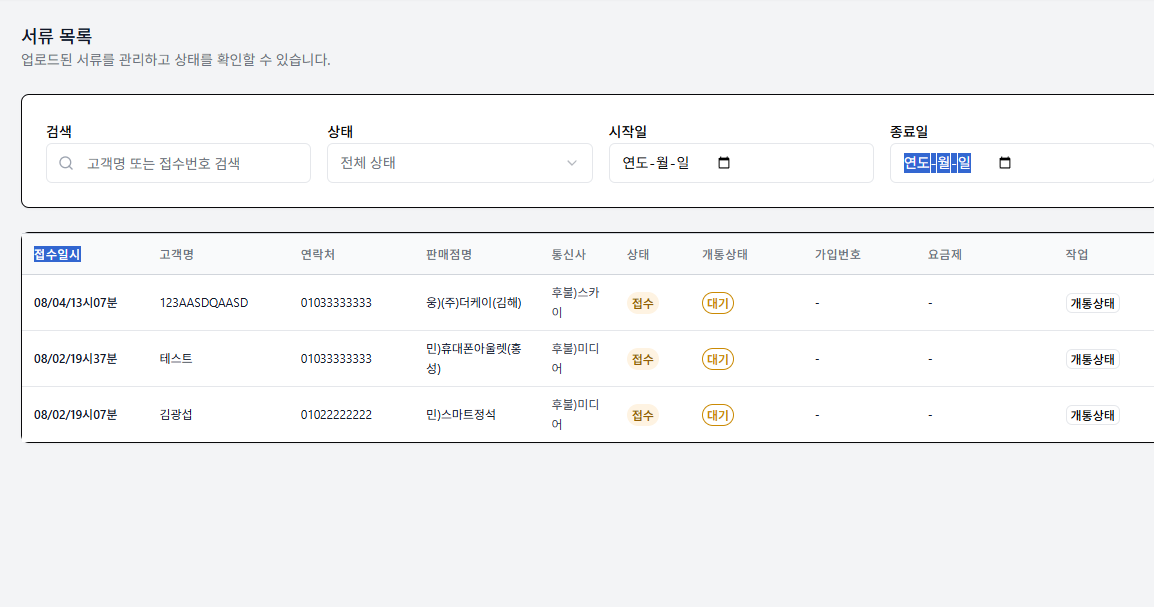 서류 목록
업로드된 서류를 관리하고 상태를 확인할 수 있습니다.
검색 상태 시작일 종료일
고객명 또는 접수번호 검색 전체 상태 연도-월-일 연도-월-일
접수일시 고객명 연락처 판매점명 통신사 상태 개통상태 가입번호 요금제 작업
08/04/13시07분 123AASDQAASD 01033333333 웅)(주)더케이(김해) 후불)스카
이 접수 대기 - - 개통상태
08/02/19시37분 테스트 01033333333 민)휴대폰아울렛(홍
성) 후불)미디
어 접수 대기 - - 개통상태
08/02/19시07분 김광섭 01022222222 민)스마트정석 후불)미디
어 접수 대기 - - 개통상태